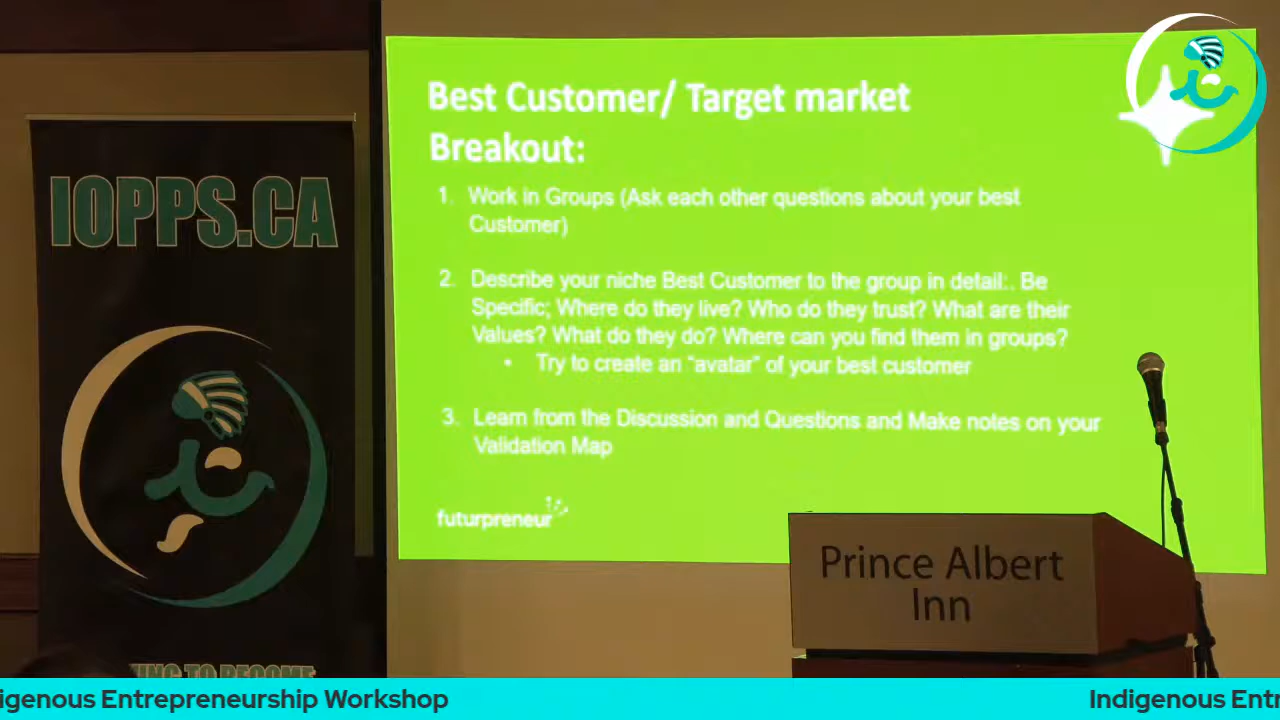 IOPPS.CA
Best Customer/ Target market
Breakout:
1. Work in Groups (Ask each other questions about your best
Customer)
2. Describe your niche Best Customer to the group in detail:. Be
Specific; Where do they live? Who do they trust? What are their
Values? What do they do? Where can you find them in groups?
• Try to create an “avatar” of your best customer
3. Learn from the Discussion and Questions and Make notes on your
Validation Map
futurpreneur
Prince Albert
Inn
TO BECOME
digenous Entrepreneurship Workshop
Indigenous Entr